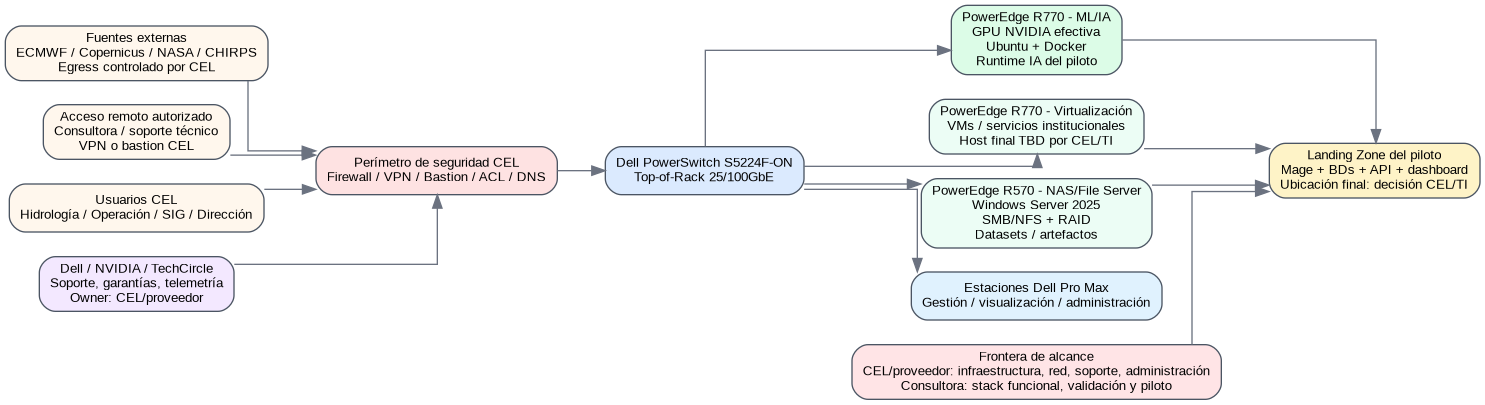 Fuentes externas
ECMWF / Copernicus / NASA / CHIRPS
Egress controlado por CEL
Acceso remoto autorizado
Consultora / soporte técnico
VPN o bastion CEL
Usuarios CEL
Hidrología / Operación / SIG / Dirección
Dell / NVIDIA / TechCircle
Soporte, garantías, telemetría
Owner: CEL/proveedor
Perímetro de seguridad CEL
Firewall / VPN / Bastion / ACL / DNS
Dell PowerSwitch S5224F-ON
Top-of-Rack 25/100GbE
PowerEdge R770 - ML/IA
GPU NVIDIA efectiva
Ubuntu + Docker
Runtime IA del piloto
PowerEdge R770 - Virtualización
VMs / servicios institucionales
Host final TBD por CEL/TI
PowerEdge R570 - NAS/File Server
Windows Server 2025
SMB/NFS + RAID
Datasets / artefactos
Estaciones Dell Pro Max
Gestión / visualización / administración
Frontera de alcance
CEL/proveedor: infraestructura, red, soporte, administración
Consultora: stack funcional, validación y piloto
Landing Zone del piloto
Mage + BDs + API + dashboard
Ubicación final: decisión CEL/TI